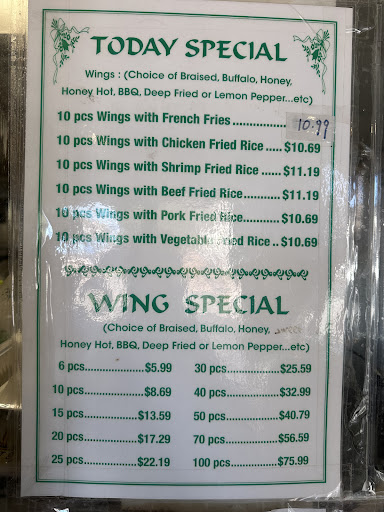 TODAY SPECIAL
Wings : (Choice of Braised, Buffalo, Honey,
Honey Hot, BBQ, Deep Fried or Lemon Pepper...etc)
10 pcs Wings with French Fries.............. 10.99
10 pcs Wings with Chicken Fried Rice ..... $10.69
10 pcs Wings with Shrimp Fried Rice ...... $11.19
10 pcs Wings with Beef Fried Rice......... $11.19
10 pcs Wings with Pork Fried Rice......... $10.69
10 pcs Wings with Vegetable Fried Rice .. $10.69
WING SPECIAL
(Choice of Braised, Buffalo, Honey,
Honey Hot, BBQ, Deep Fried or Lemon Pepper...etc)
6 pcs................$5.99 30 pcs...............$25.59
10 pcs...............$8.69 40 pcs...............$32.99
15 pcs..............$13.59 50 pcs...............$40.79
20 pcs..............$17.29 70 pcs...............$56.59
25 pcs..............$22.19 100 pcs.............$75.99